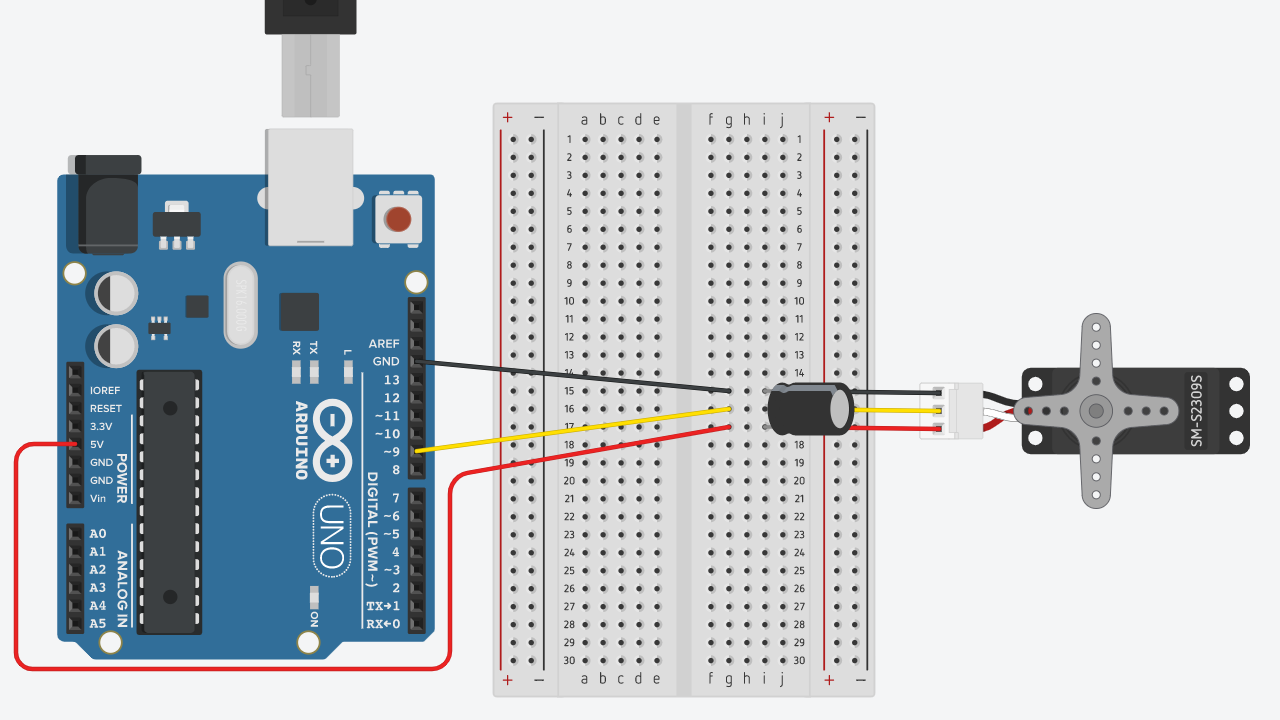 AREF
GND
13
12
~11
~10
~9
8
7
~6
~5
4
~3
2
TX→1
RX←0
DIGITAL (PWM~)
RX
TX
L
ARDUINO
UNO
ON
IOREF
RESET
3.3V
5V
GND
GND
Vin
POWER
A0
A1
A2
A3
A4
A5
ANALOG IN
+ − a b c d e f g h i j + −
1 1
2 2
3 3
4 4
5 5
6 6
7 7
8 8
9 9
10 10
11 11
12 12
13 13
14 14
15
16
17
18 18
19 19
20 20
21 21
22 22
23 23
24 24
25 25
26 26
27 27
28 28
29 29
30 30
+ − a b c d e f g h i j + −
SM-S2309S